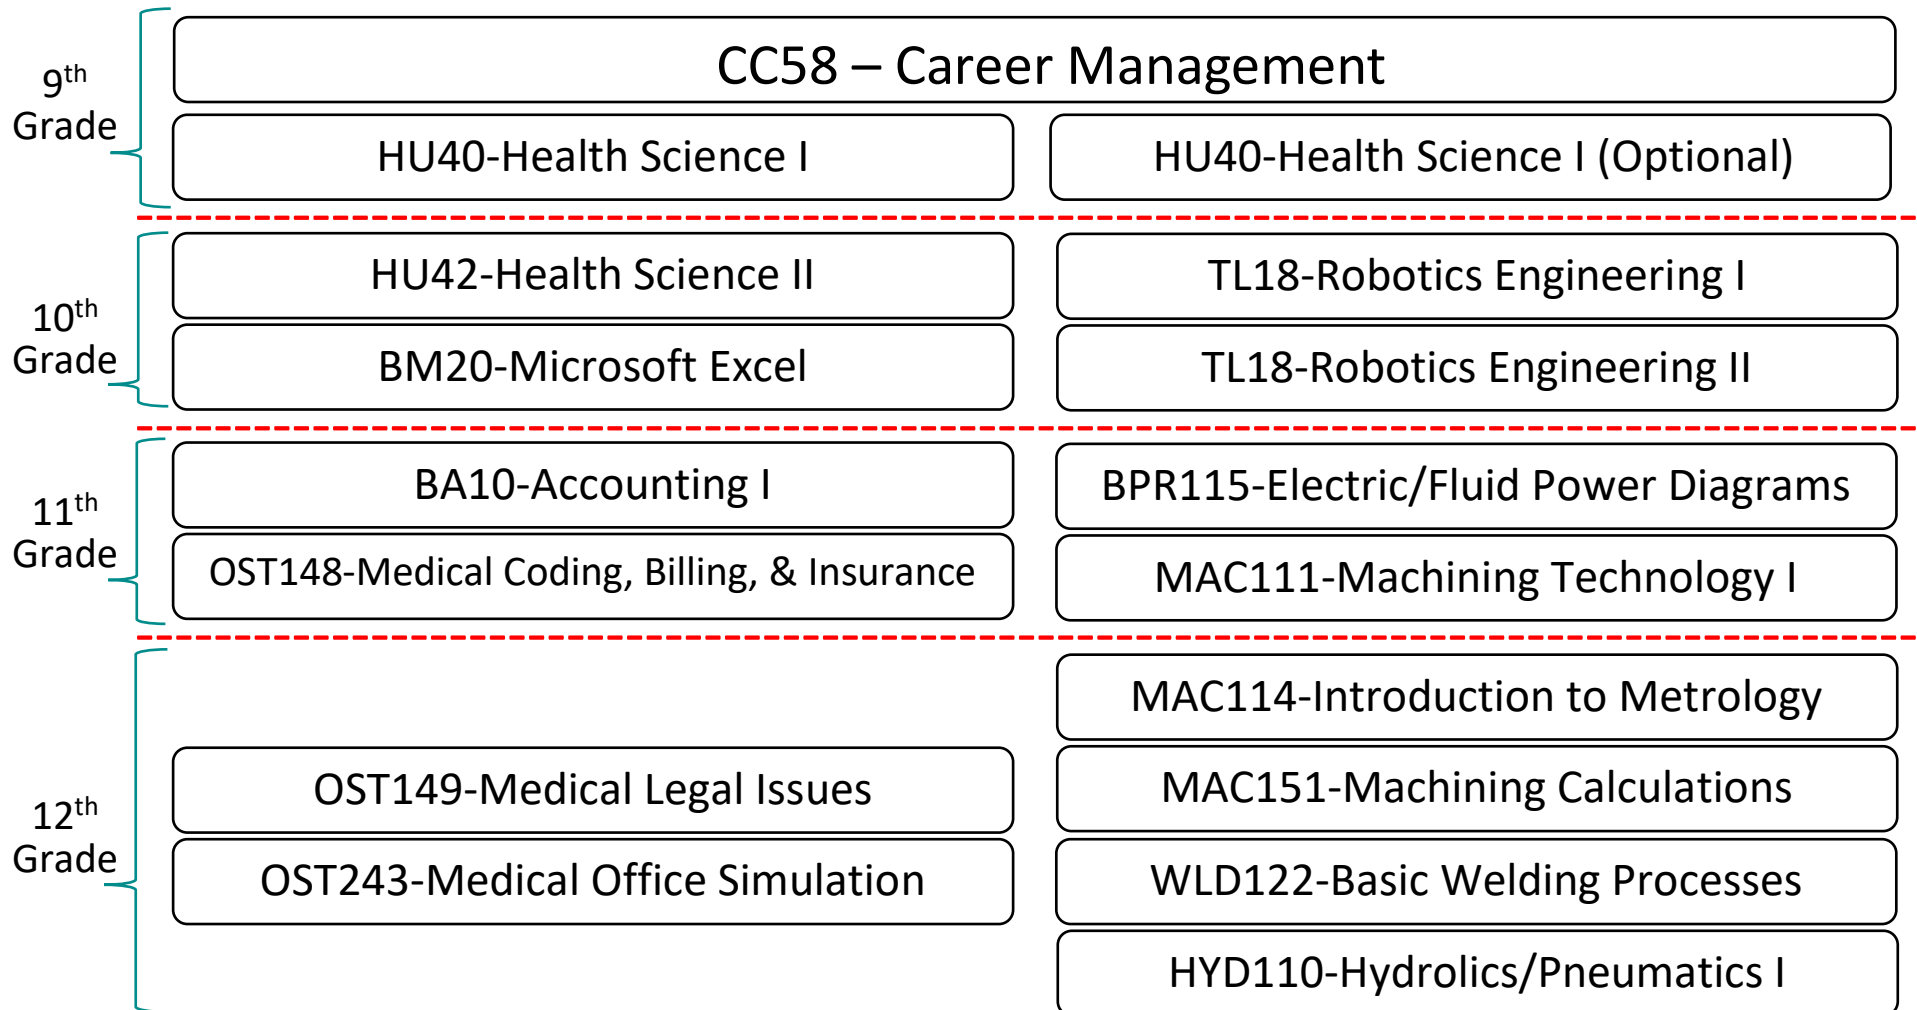 9th
Grade
CC58 – Career Management
HU40-Health Science I
HU40-Health Science I (Optional)
10th
Grade
HU42-Health Science II
TL18-Robotics Engineering I
BM20-Microsoft Excel
TL18-Robotics Engineering II
11th
Grade
BA10-Accounting I
BPR115-Electric/Fluid Power Diagrams
OST148-Medical Coding, Billing, & Insurance
MAC111-Machining Technology I
12th
Grade
MAC114-Introduction to Metrology
OST149-Medical Legal Issues
MAC151-Machining Calculations
OST243-Medical Office Simulation
WLD122-Basic Welding Processes
HYD110-Hydrolics/Pneumatics I